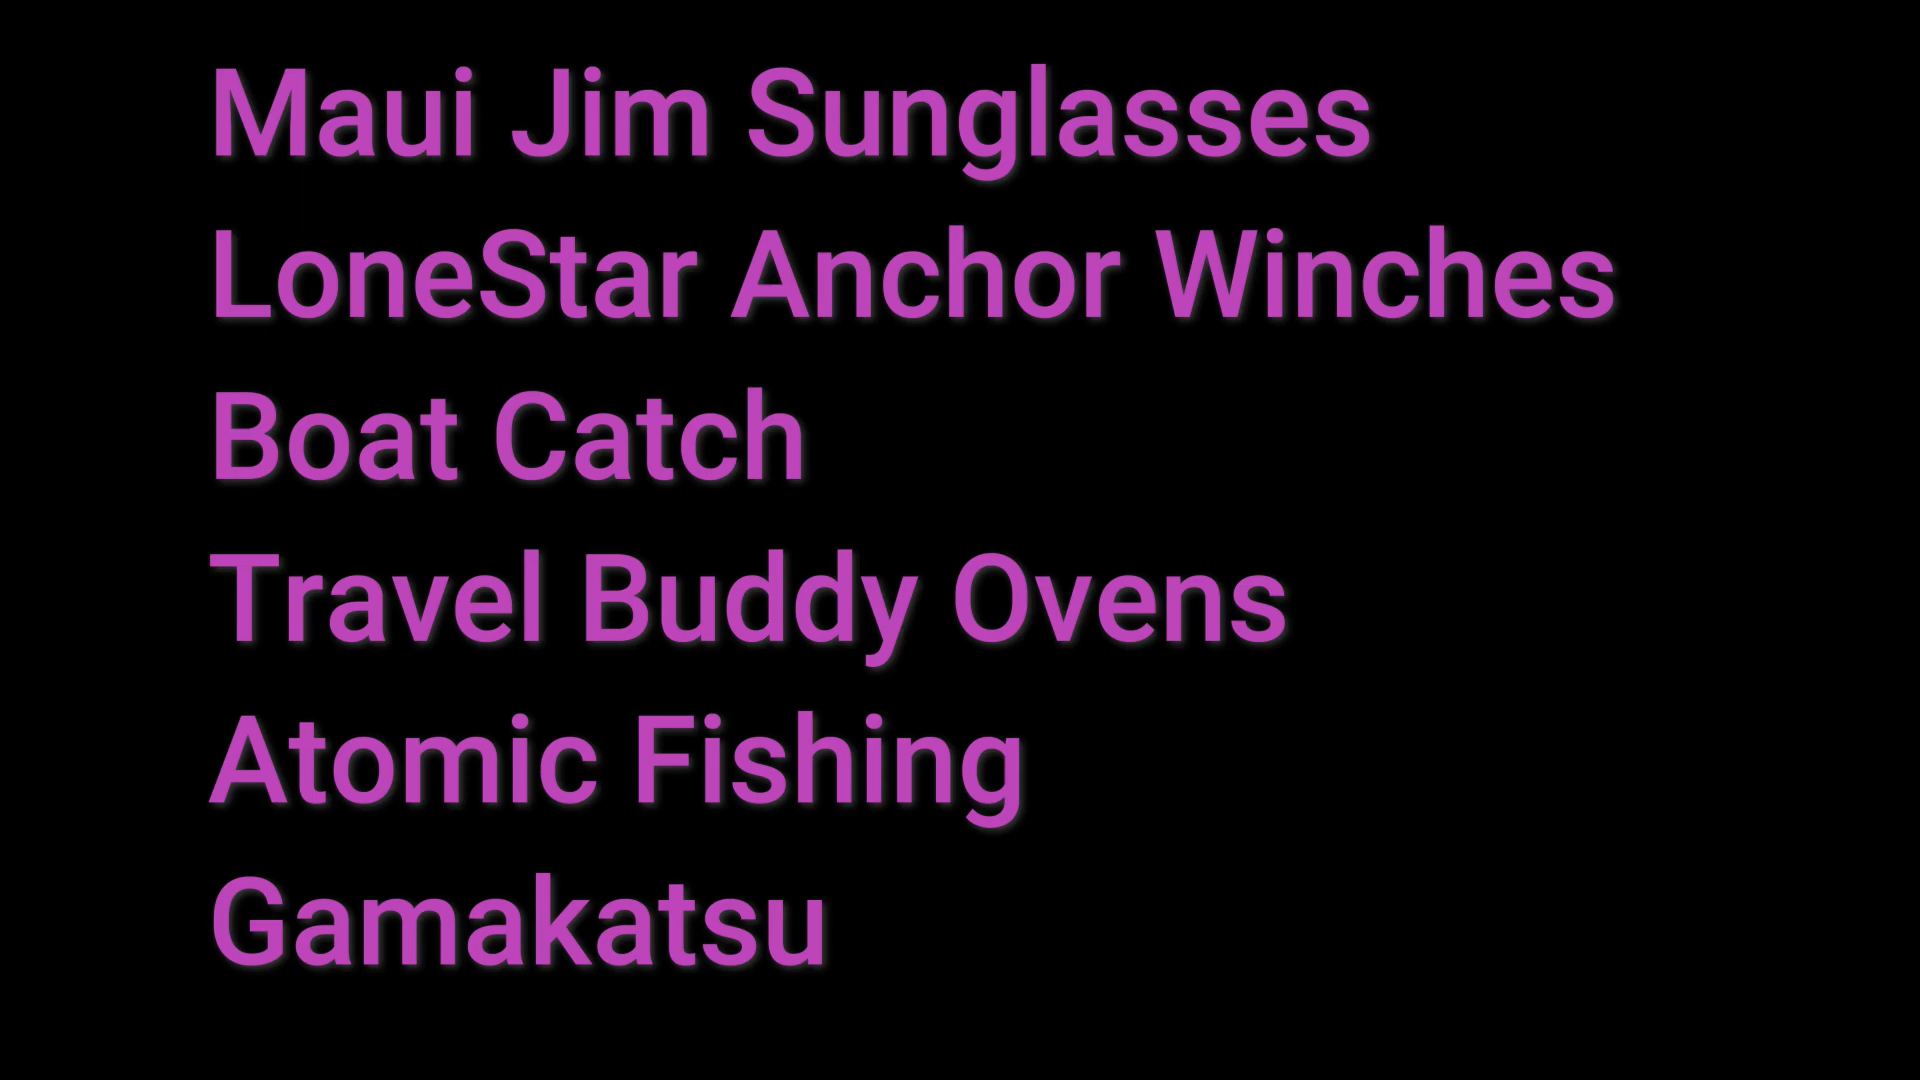 Maui Jim Sunglasses
LoneStar Anchor Winches
Boat Catch
Travel Buddy Ovens
Atomic Fishing
Gamakatsu